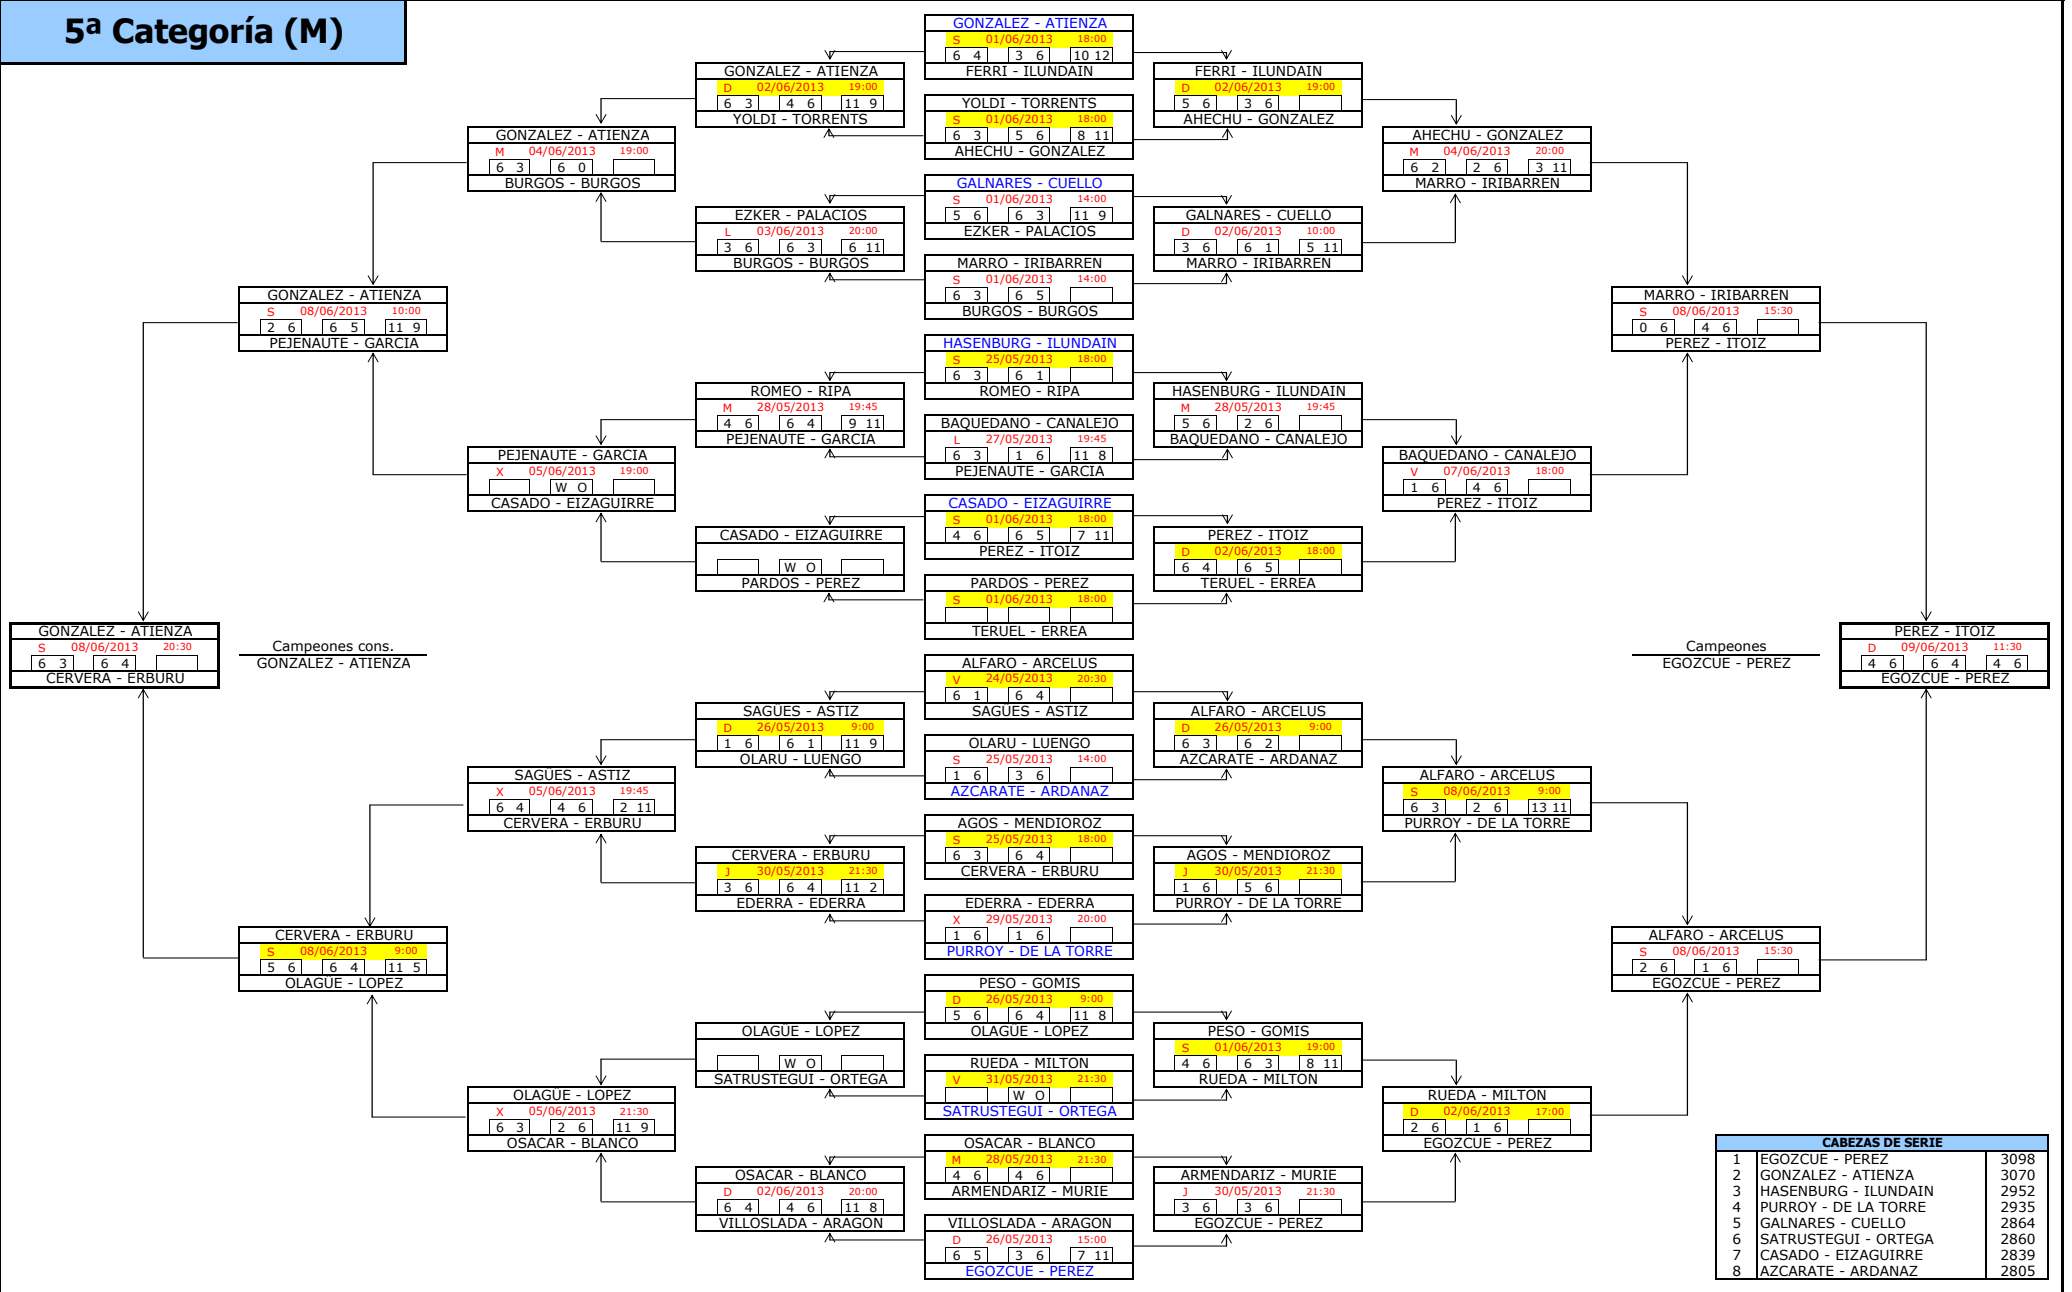 5ª Categoría (M)
GONZALEZ - ATIENZA
S 01/06/2013 18:00
6 4 3 6 10 12
FERRI - ILUNDAIN
YOLDI - TORRENTS
S 01/06/2013 18:00
6 3 5 6 8 11
AHECHU - GONZALEZ
GALNARES - CUELLO
S 01/06/2013 14:00
5 6 6 3 11 9
EZKER - PALACIOS
MARRO - IRIBARREN
S 01/06/2013 14:00
6 3 6 5
BURGOS - BURGOS
HASENBURG - ILUNDAIN
S 25/05/2013 18:00
6 3 6 1
ROMEO - RIPA
BAQUEDANO - CANALEJO
L 27/05/2013 19:45
6 3 1 6 11 8
PEJENAUTE - GARCIA
CASADO - EIZAGUIRRE
S 01/06/2013 18:00
4 6 6 5 7 11
PEREZ - ITOIZ
PARDOS - PEREZ
S 01/06/2013 18:00
TERUEL - ERREA
ALFARO - ARCELUS
V 24/05/2013 20:30
6 1 6 4
SAGÜES - ASTIZ
OLARU - LUENGO
S 25/05/2013 14:00
1 6 3 6
AZCARATE - ARDANAZ
AGOS - MENDIOROZ
S 25/05/2013 18:00
6 3 6 4
CERVERA - ERBURU
EDERRA - EDERRA
X 29/05/2013 20:00
1 6 1 6
PURROY - DE LA TORRE
PESO - GOMIS
D 26/05/2013 9:00
5 6 6 4 11 8
OLAGÜE - LOPEZ
RUEDA - MILTON
V 31/05/2013 21:30
W O
SATRUSTEGUI - ORTEGA
OSACAR - BLANCO
M 28/05/2013 21:30
4 6 4 6
ARMENDARIZ - MURIE
VILLOSLADA - ARAGON
D 26/05/2013 15:00
6 5 3 6 7 11
EGOZCUE - PEREZ
GONZALEZ - ATIENZA
D 02/06/2013 19:00
6 3 4 6 11 9
YOLDI - TORRENTS
EZKER - PALACIOS
L 03/06/2013 20:00
3 6 6 3 6 11
BURGOS - BURGOS
ROMEO - RIPA
M 28/05/2013 19:45
4 6 6 4 9 11
PEJENAUTE - GARCIA
CASADO - EIZAGUIRRE
W O
PARDOS - PEREZ
SAGÜES - ASTIZ
D 26/05/2013 9:00
1 6 6 1 11 9
OLARU - LUENGO
CERVERA - ERBURU
J 30/05/2013 21:30
3 6 6 4 11 2
EDERRA - EDERRA
OLAGÜE - LOPEZ
W O
SATRUSTEGUI - ORTEGA
OSACAR - BLANCO
D 02/06/2013 20:00
6 4 4 6 11 8
VILLOSLADA - ARAGON
GONZALEZ - ATIENZA
M 04/06/2013 19:00
6 3 6 0
BURGOS - BURGOS
PEJENAUTE - GARCIA
X 05/06/2013 19:00
W O
CASADO - EIZAGUIRRE
SAGÜES - ASTIZ
X 05/06/2013 19:45
6 4 4 6 2 11
CERVERA - ERBURU
OLAGÜE - LOPEZ
X 05/06/2013 21:30
6 3 2 6 11 9
OSACAR - BLANCO
GONZALEZ - ATIENZA
S 08/06/2013 10:00
2 6 6 5 11 9
PEJENAUTE - GARCIA
CERVERA - ERBURU
S 08/06/2013 9:00
5 6 6 4 11 5
OLAGÜE - LOPEZ
GONZALEZ - ATIENZA
S 08/06/2013 20:30
6 3 6 4
CERVERA - ERBURU
Campeones cons.
GONZALEZ - ATIENZA
FERRI - ILUNDAIN
D 02/06/2013 19:00
5 6 3 6
AHECHU - GONZALEZ
GALNARES - CUELLO
D 02/06/2013 10:00
3 6 6 1 5 11
MARRO - IRIBARREN
HASENBURG - ILUNDAIN
M 28/05/2013 19:45
5 6 2 6
BAQUEDANO - CANALEJO
PEREZ - ITOIZ
D 02/06/2013 18:00
6 4 6 5
TERUEL - ERREA
ALFARO - ARCELUS
D 26/05/2013 9:00
6 3 6 2
AZCARATE - ARDANAZ
AGOS - MENDIOROZ
J 30/05/2013 21:30
1 6 5 6
PURROY - DE LA TORRE
PESO - GOMIS
S 01/06/2013 19:00
4 6 6 3 8 11
RUEDA - MILTON
ARMENDARIZ - MURIE
J 30/05/2013 21:30
3 6 3 6
EGOZCUE - PEREZ
AHECHU - GONZALEZ
M 04/06/2013 20:00
6 2 2 6 3 11
MARRO - IRIBARREN
BAQUEDANO - CANALEJO
V 07/06/2013 18:00
1 6 4 6
PEREZ - ITOIZ
ALFARO - ARCELUS
S 08/06/2013 9:00
6 3 2 6 13 11
PURROY - DE LA TORRE
RUEDA - MILTON
D 02/06/2013 17:00
2 6 1 6
EGOZCUE - PEREZ
MARRO - IRIBARREN
S 08/06/2013 15:30
0 6 4 6
PEREZ - ITOIZ
ALFARO - ARCELUS
S 08/06/2013 15:30
2 6 1 6
EGOZCUE - PEREZ
Campeones
EGOZCUE - PEREZ
PEREZ - ITOIZ
D 09/06/2013 11:30
4 6 6 4 4 6
EGOZCUE - PEREZ
CABEZAS DE SERIE
1 EGOZCUE - PEREZ 3098
2 GONZALEZ - ATIENZA 3070
3 HASENBURG - ILUNDAIN 2952
4 PURROY - DE LA TORRE 2935
5 GALNARES - CUELLO 2864
6 SATRUSTEGUI - ORTEGA 2860
7 CASADO - EIZAGUIRRE 2839
8 AZCARATE - ARDANAZ 2805